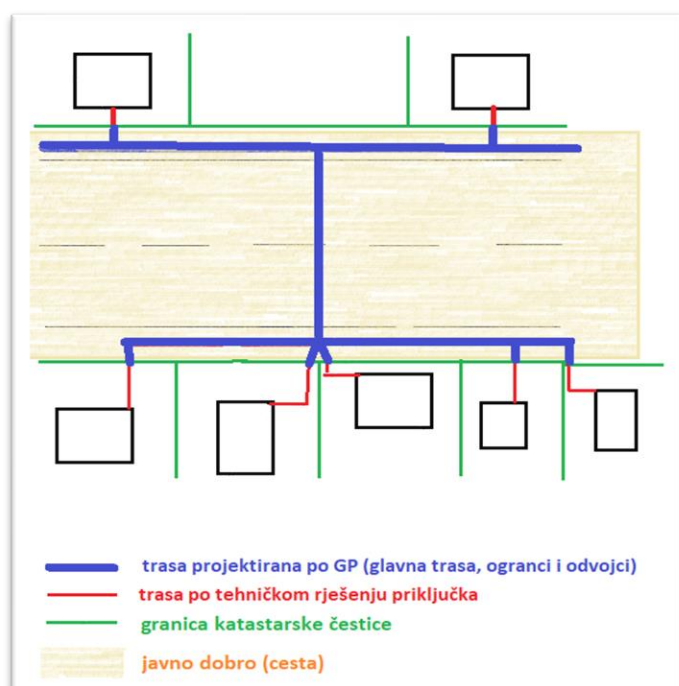 trasa projektirana po GP (glavna trasa, ogranci i odvojci)
trasa po tehničkom rješenju priključka
granica katastarske čestice
javno dobro (cesta)